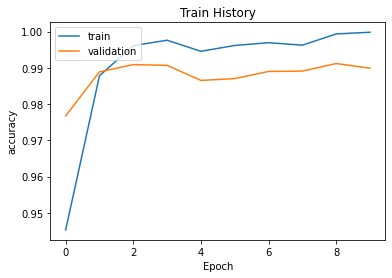 Train History
train
validation
1.00
0.99
0.98
0.97
0.96
0.95
accuracy
0 2 4 6 8
Epoch